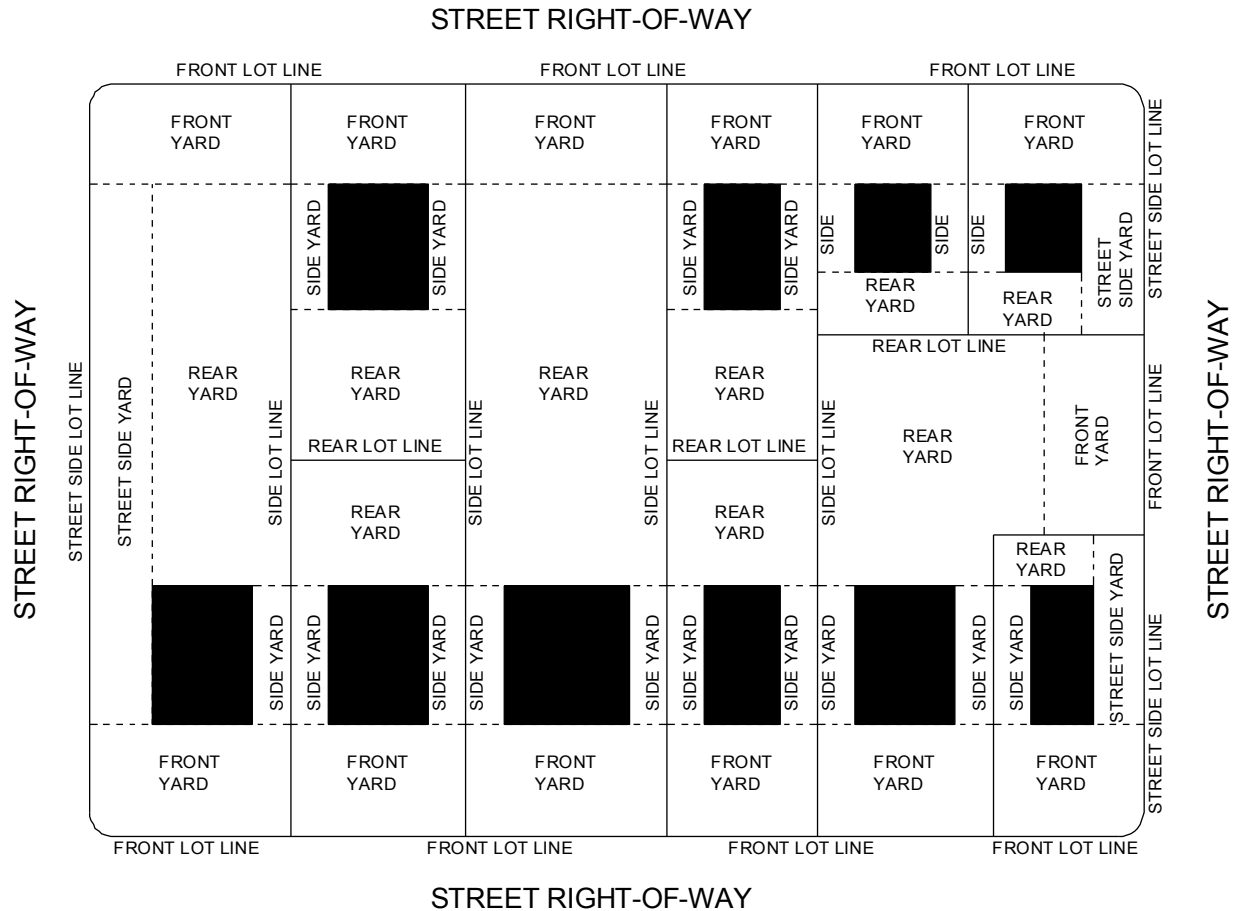 STREET RIGHT-OF-WAY
FRONT LOT LINE
FRONT LOT LINE
FRONT LOT LINE
FRONT
YARD
FRONT
YARD
FRONT
YARD
FRONT
YARD
FRONT
YARD
FRONT
YARD
STREET SIDE LOT LINE
SIDE YARD
SIDE YARD
SIDE YARD
SIDE YARD
SIDE
SIDE
SIDE
STREET
SIDE YARD
REAR
YARD
REAR
YARD
REAR LOT LINE
STREET RIGHT-OF-WAY
STREET SIDE LOT LINE
STREET SIDE YARD
REAR
YARD
SIDE LOT LINE
REAR
YARD
REAR LOT LINE
REAR
YARD
SIDE LOT LINE
REAR
YARD
SIDE LOT LINE
REAR
YARD
REAR LOT LINE
REAR
YARD
SIDE LOT LINE
REAR
YARD
FRONT
YARD
FRONT LOT LINE
STREET RIGHT-OF-WAY
REAR
YARD
SIDE YARD
SIDE YARD
SIDE YARD
SIDE YARD
SIDE YARD
SIDE YARD
SIDE YARD
SIDE YARD
SIDE YARD
SIDE YARD
STREET SIDE YARD
STREET SIDE LOT LINE
FRONT
YARD
FRONT
YARD
FRONT
YARD
FRONT
YARD
FRONT
YARD
FRONT
YARD
FRONT LOT LINE
FRONT LOT LINE
FRONT LOT LINE
FRONT LOT LINE
STREET RIGHT-OF-WAY